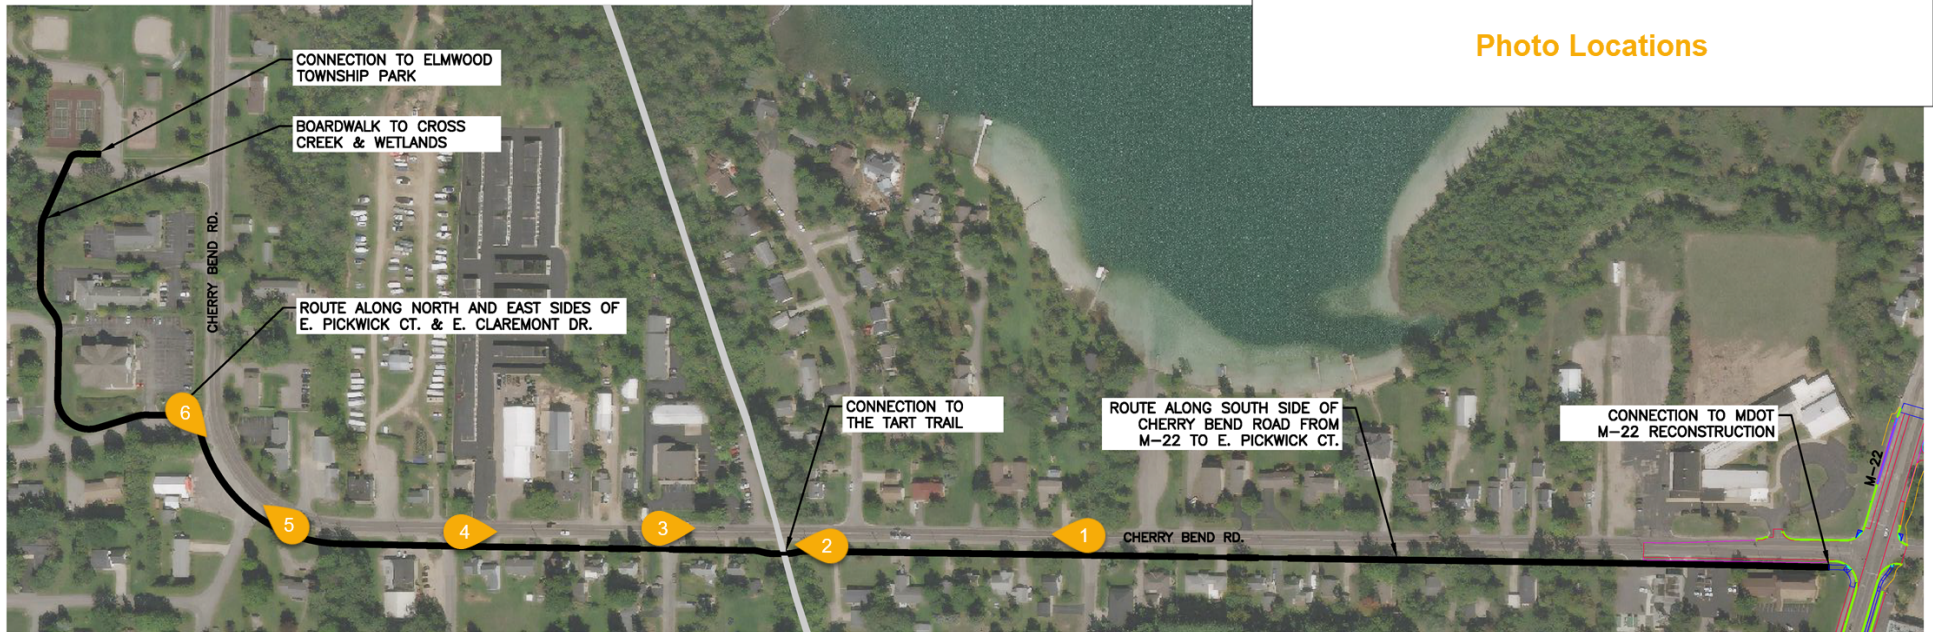 Photo Locations
CONNECTION TO ELMWOOD
TOWNSHIP PARK
BOARDWALK TO CROSS
CREEK & WETLANDS
CHERRY BEND RD.
ROUTE ALONG NORTH AND EAST SIDES OF
E. PICKWICK CT. & E. CLAREMONT DR.
CONNECTION TO
THE TART TRAIL
ROUTE ALONG SOUTH SIDE OF
CHERRY BEND ROAD FROM
M-22 TO E. PICKWICK CT.
CONNECTION TO MDOT
M-22 RECONSTRUCTION
M-22
6
5
4
3
2
1
CHERRY BEND RD.